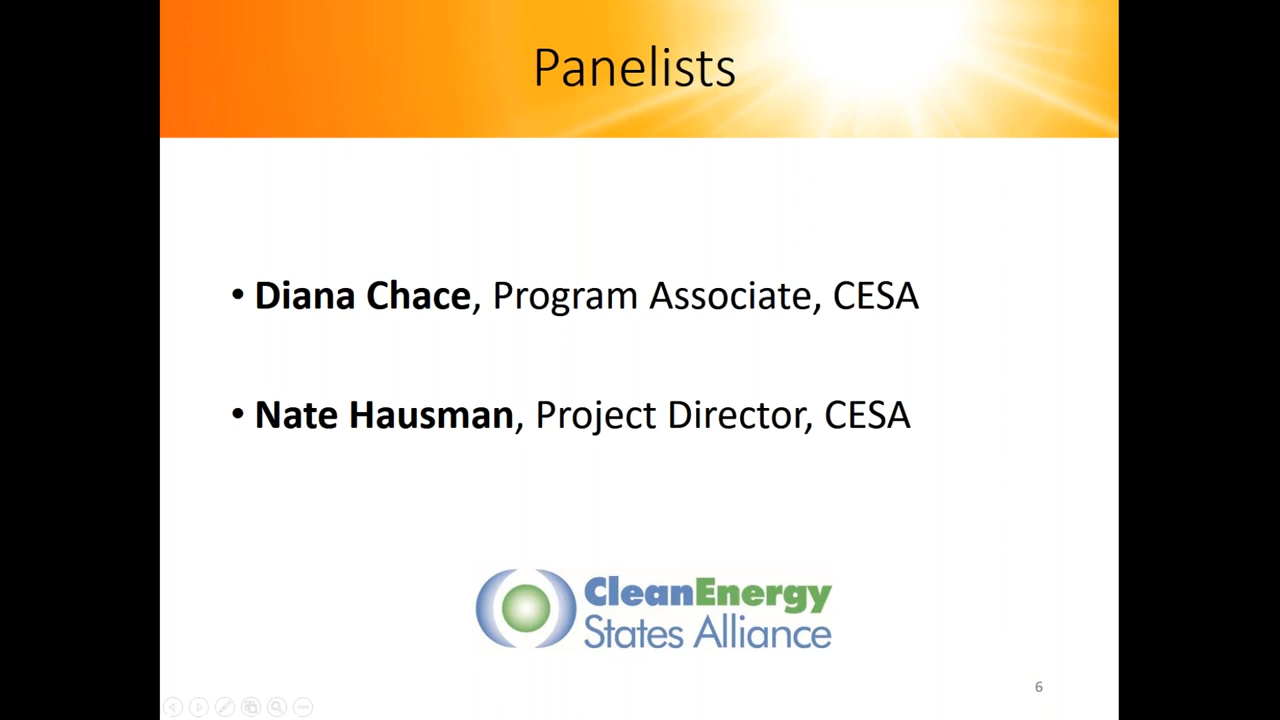 Panelists
• Diana Chace, Program Associate, CESA
• Nate Hausman, Project Director, CESA
CleanEnergy
States Alliance
6